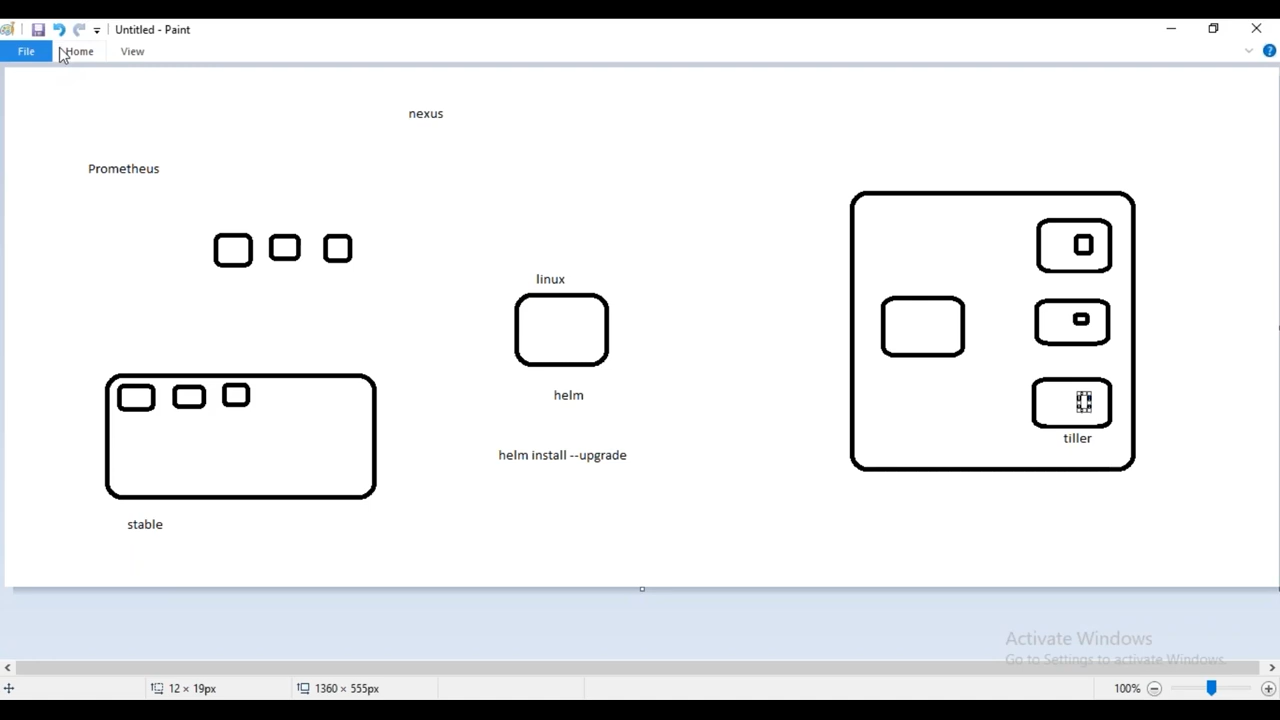 Untitled - Paint
File
Home
View
nexus
Prometheus
linux
helm
tiller
helm install --upgrade
stable
Activate Windows
Go to Settings to activate Windows.
12 × 19px
1360 × 555px
100%